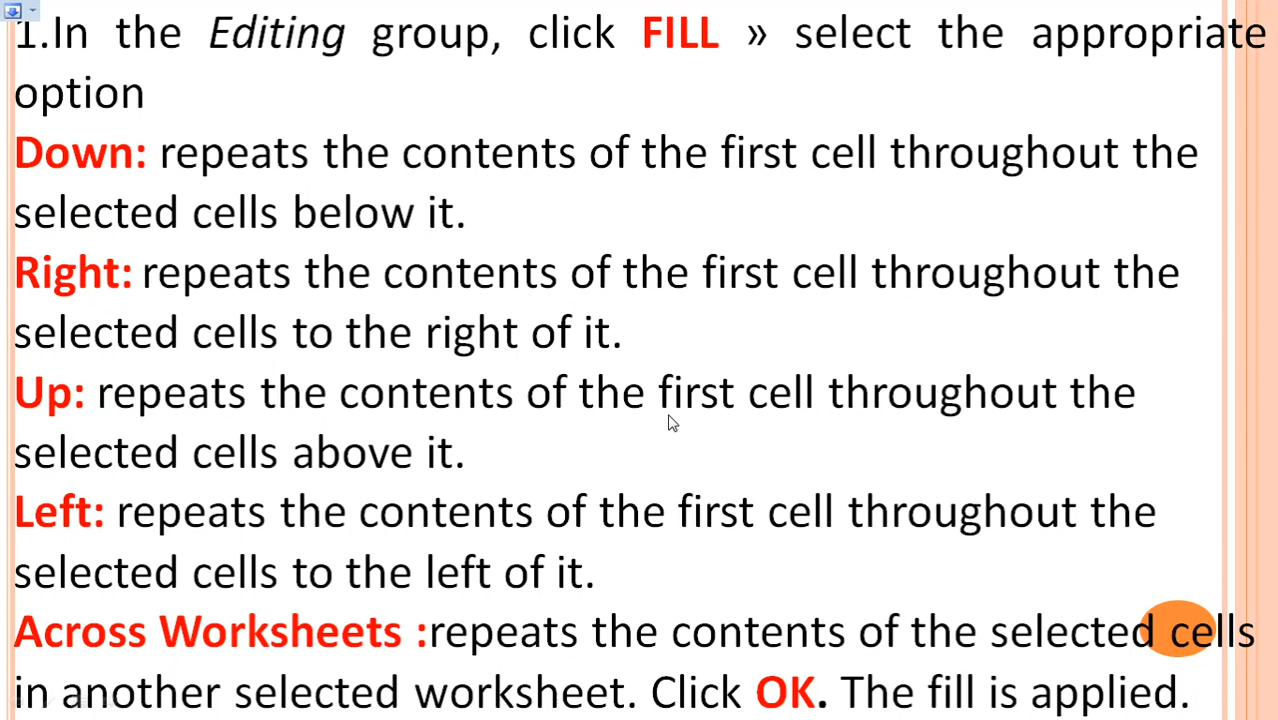 1.In the Editing group, click FILL » select the appropriate
option
Down: repeats the contents of the first cell throughout the
selected cells below it.
Right: repeats the contents of the first cell throughout the
selected cells to the right of it.
Up: repeats the contents of the first cell throughout the
selected cells above it.
Left: repeats the contents of the first cell throughout the
selected cells to the left of it.
Across Worksheets :repeats the contents of the selected cells
in another selected worksheet. Click OK. The fill is applied.